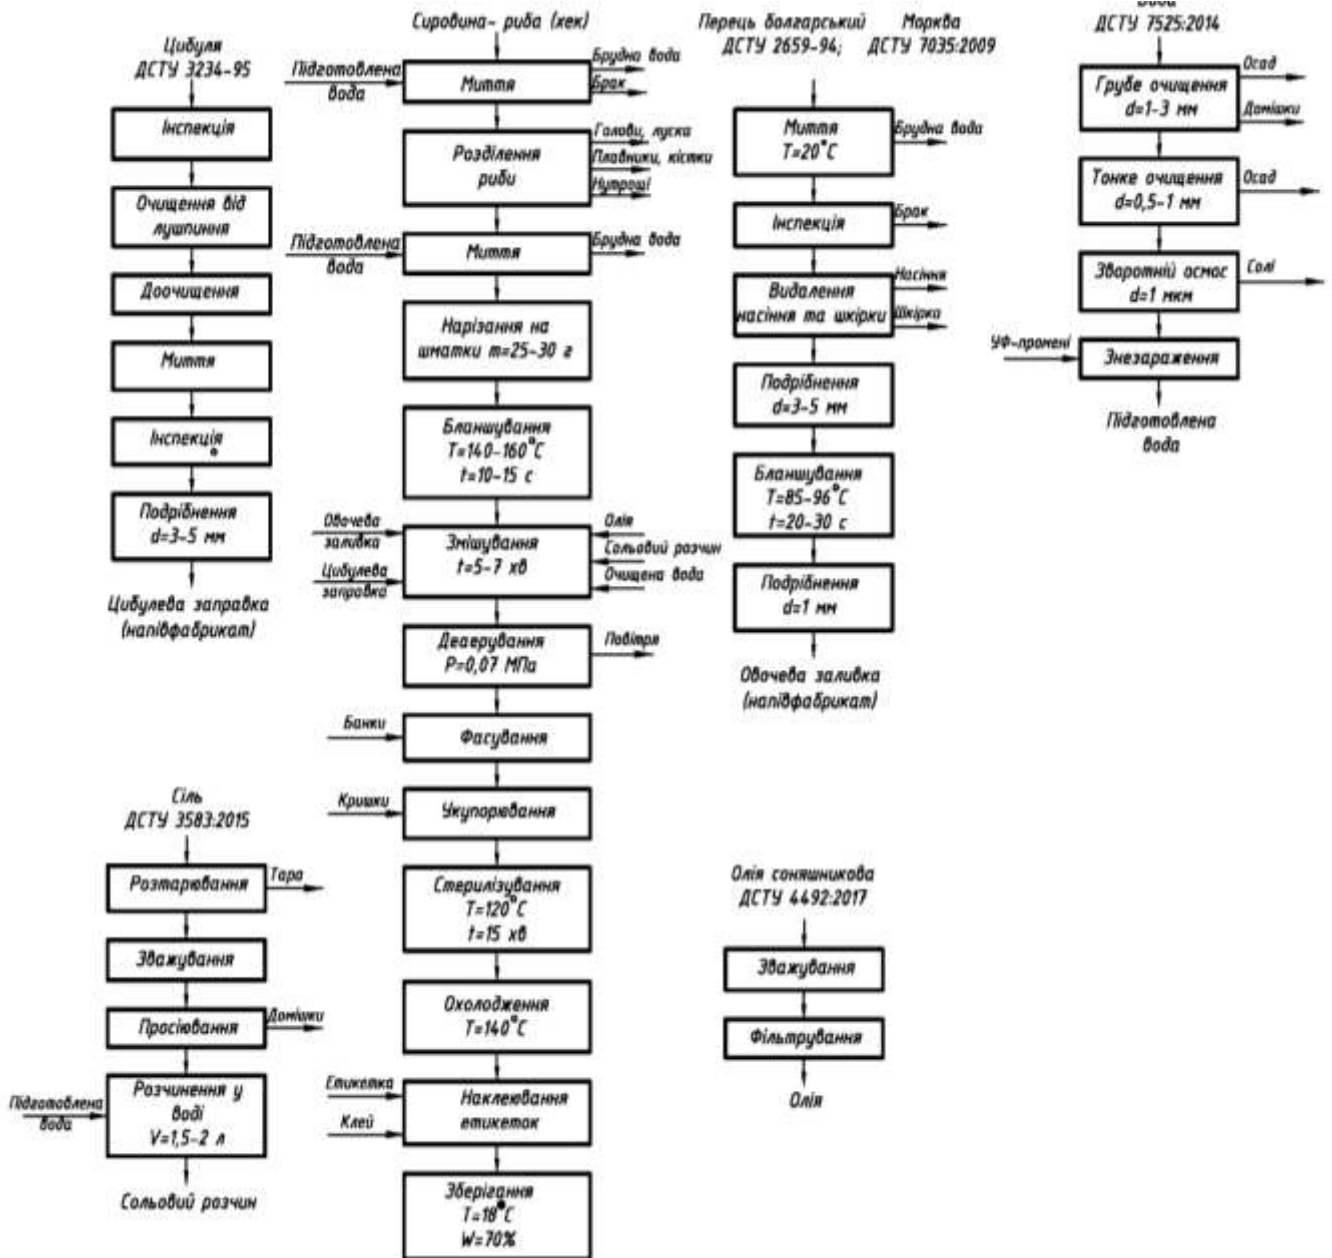 Цибуля
ДСТУ 3234-95
Інспекція
Очищення від
лушпиння
Доочищення
Миття
Інспекція
Подрібнення
d=3-5 мм
Цибулева заправка
(напівфабрикат)
Сіль
ДСТУ 3583:2015
Розтарювання
Тара
Зважування
Просіювання
Домішки
Підготовлена
вода
Розчинення у
воді
V=1,5-2 л
Сольовий розчин
Сировина- риба (хек)
Підготовлена
вода
Миття
Брудна вода
Брак
Розділення
риби
Голови, луска
Плавники, кістки
Нутроші
Підготовлена
вода
Миття
Брудна вода
Нарізання на
шматки m=25-30 г
Бланшування
T=140-160°C
t=10-15 с
Овочева
заливка
Цибулева
заправка
Змішування
t=5-7 хв
Олія
Сольовий розчин
Очищена вода
Деаерування
P=0,07 МПа
Повітря
Банки
Фасування
Кришки
Укупорювання
Стерилізування
T=120°C
t=15 хв
Охолодження
T=140°C
Етикетка
Клей
Наклеювання
етикеток
Зберігання
T=18°C
W=70%
Перець болгарський
ДСТУ 2659-94;
Морква
ДСТУ 7035:2009
Миття
T=20°C
Брудна вода
Інспекція
Брак
Видалення
насіння та шкірки
Насіння
Шкірка
Подрібнення
d=3-5 мм
Бланшування
T=85-96°C
t=20-30 с
Подрібнення
d=1 мм
Овочева заливка
(напівфабрикат)
Олія соняшникова
ДСТУ 4492:2017
Зважування
Фільтрування
Олія
ДСТУ 7525:2014
Грубе очищення
d=1-3 мм
Осад
Домішки
Тонке очищення
d=0,5-1 мм
Осад
Зворотній осмос
d=1 мкм
Солі
УФ-промені
Знезараження
Підготовлена
вода